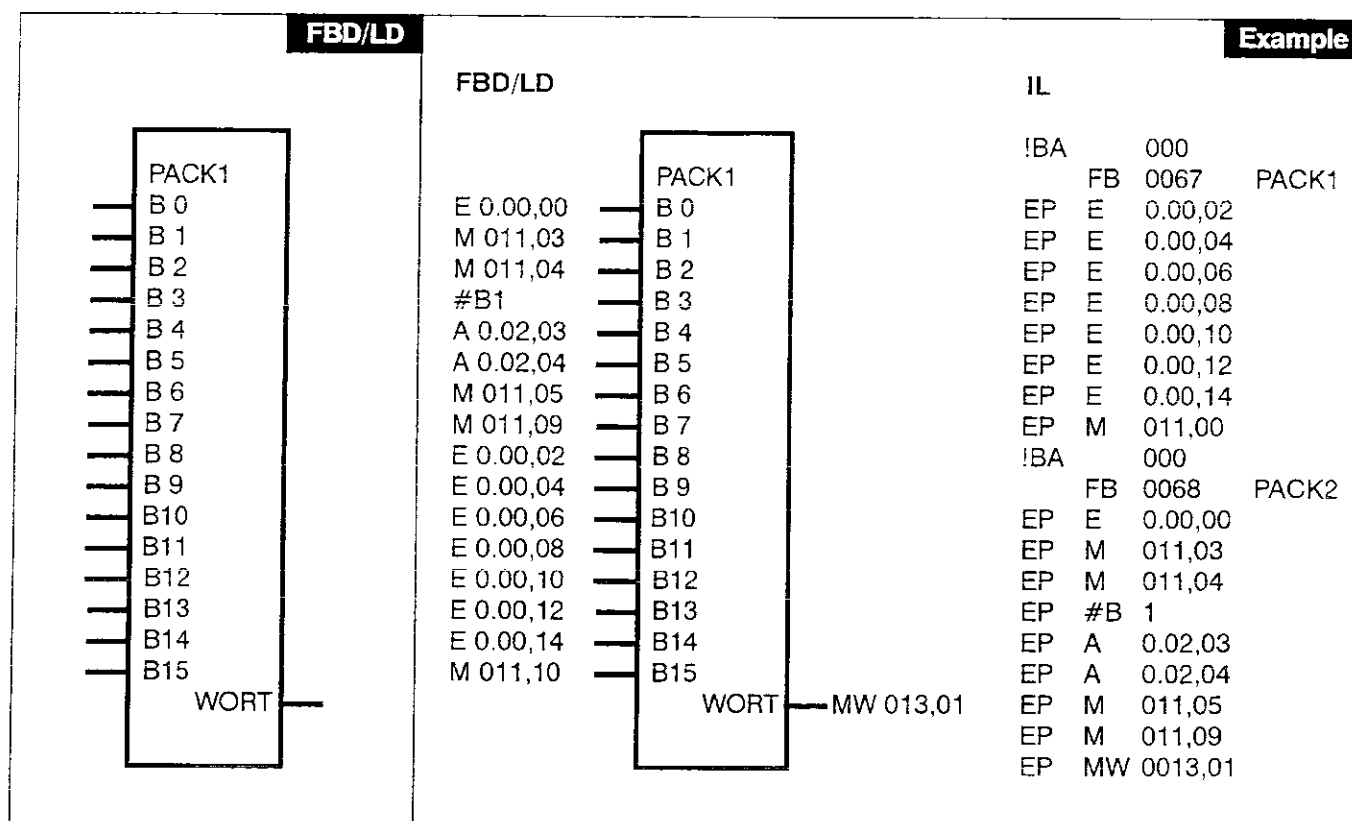 FBD/LD
PACK1
B 0
B 1
B 2
B 3
B 4
B 5
B 6
B 7
B 8
B 9
B10
B11
B12
B13
B14
B15
WORT
Example
FBD/LD
PACK1
E 0.00,00 B 0
M 011,03 B 1
M 011,04 B 2
#B1 B 3
A 0.02,03 B 4
A 0.02,04 B 5
M 011,05 B 6
M 011,09 B 7
E 0.00,02 B 8
E 0.00,04 B 9
E 0.00,06 B10
E 0.00,08 B11
E 0.00,10 B12
E 0.00,12 B13
E 0.00,14 B14
M 011,10 B15
WORT MW 013,01
IL
!BA 000
FB 0067 PACK1
EP E 0.00,02
EP E 0.00,04
EP E 0.00,06
EP E 0.00,08
EP E 0.00,10
EP E 0.00,12
EP E 0.00,14
EP M 011,00
!BA 000
FB 0068 PACK2
EP E 0.00,00
EP M 011,03
EP M 011,04
EP #B 1
EP A 0.02,03
EP A 0.02,04
EP M 011,05
EP M 011,09
EP MW 0013,01